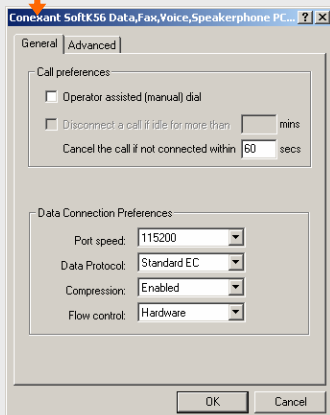 Conexant SoftK56 Data,Fax,Voice,Speakerphone PC...
General Advanced
Call preferences
Operator assisted (manual) dial
Disconnect a call if idle for more than mins
Cancel the call if not connected within 60 secs
Data Connection Preferences
Port speed: 115200
Data Protocol: Standard EC
Compression: Enabled
Flow control: Hardware
OK Cancel